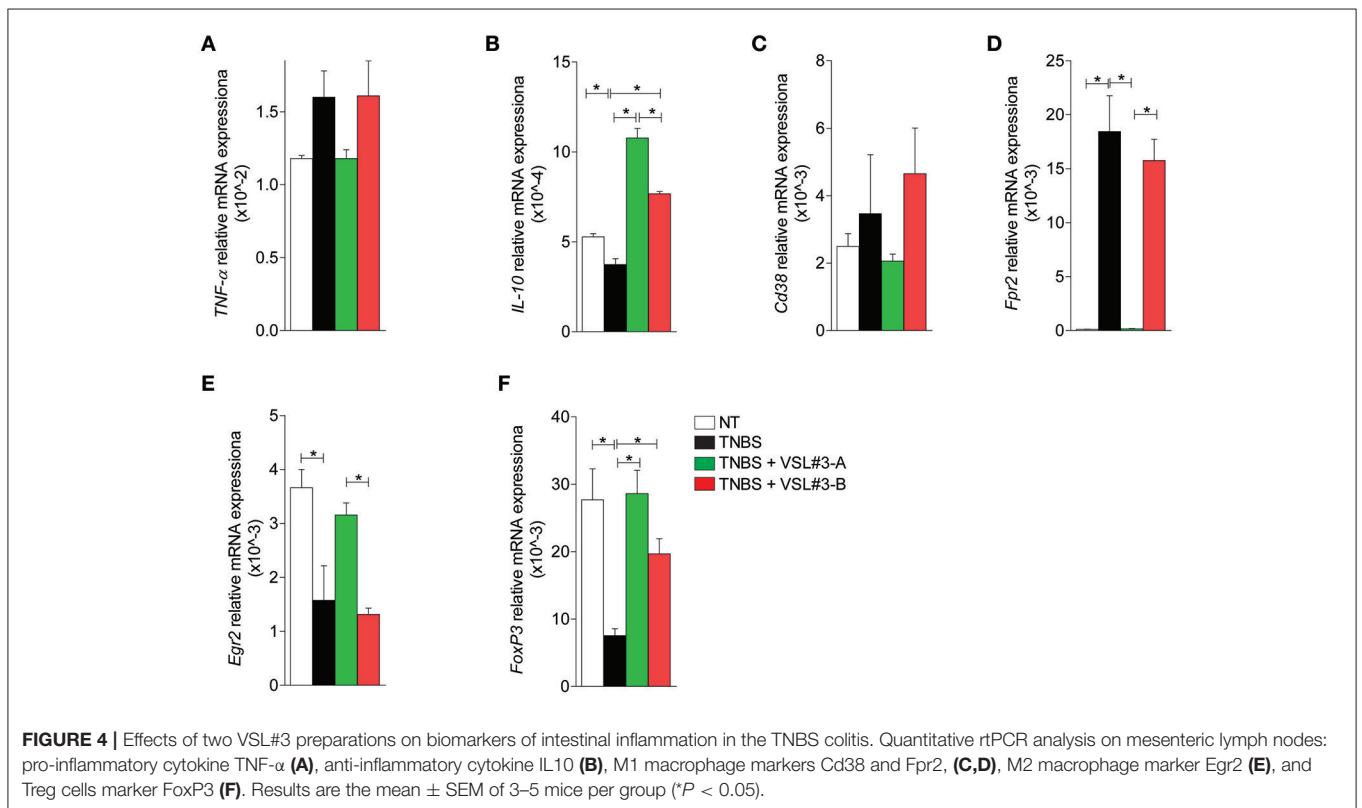 A
TNF-α relative mRNA expressiona
(x10^-2)
1.5
1.0
0.5
0.0
B
IL-10 relative mRNA expressiona
(x10^-4)
15
10
5
0
*
*
*
*
C
Cd38 relative mRNA expressiona
(x10^-3)
8
6
4
2
0
D
Fpr2 relative mRNA expressiona
(x10^-3)
25
20
15
10
5
0
*
*
*
E
Egr2 relative mRNA expressiona
(x10^-3)
5
4
3
2
1
0
*
*
F
FoxP3 relative mRNA expressiona
(x10^-3)
40
30
20
10
0
*
*
*
NT
TNBS
TNBS + VSL#3-A
TNBS + VSL#3-B
FIGURE 4 | Effects of two VSL#3 preparations on biomarkers of intestinal inflammation in the TNBS colitis. Quantitative rtPCR analysis on mesenteric lymph nodes:
pro-inflammatory cytokine TNF-α (A), anti-inflammatory cytokine IL10 (B), M1 macrophage markers Cd38 and Fpr2, (C,D), M2 macrophage marker Egr2 (E), and
Treg cells marker FoxP3 (F). Results are the mean ± SEM of 3–5 mice per group (*P < 0.05).